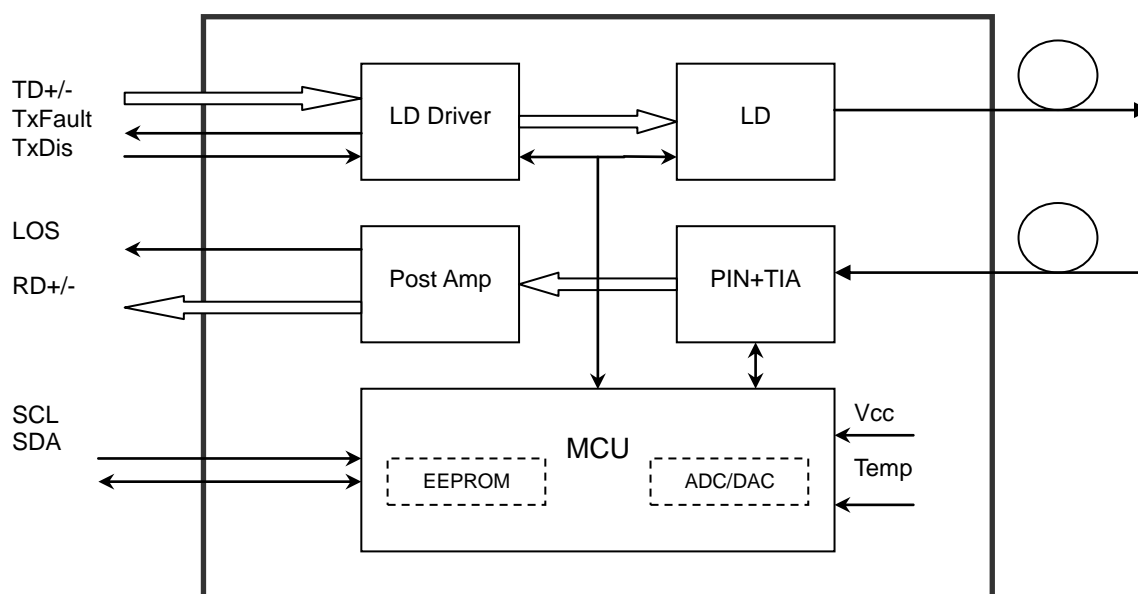 TD+/-
TxFault
TxDis
LD Driver
LD
LOS
RD+/-
Post Amp
PIN+TIA
SCL
SDA
MCU
EEPROM
ADC/DAC
Vcc
Temp